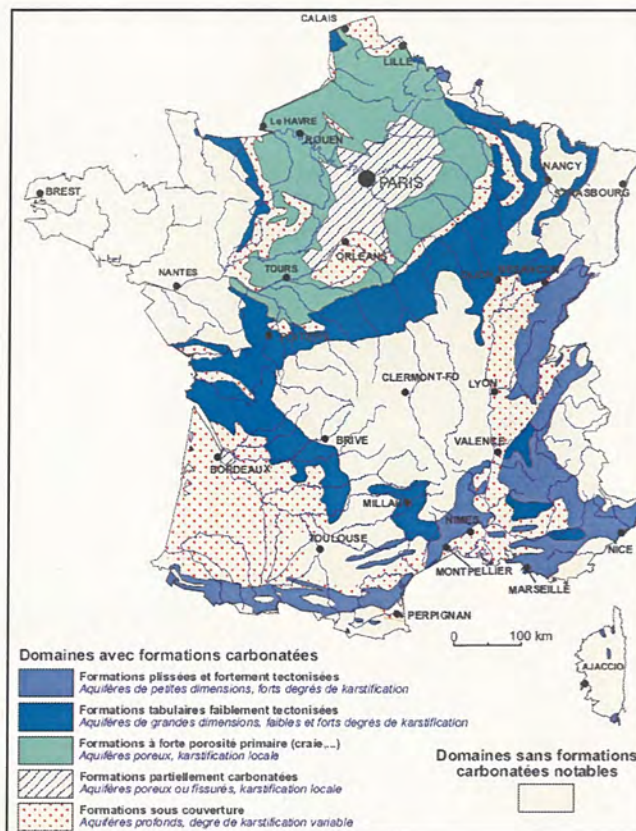 CALAIS
LILLE
Le HAVRE
ROUEN
PARIS
NANCY
STRASBOURG
BREST
ORLEANS
TOURS
NANTES
CLERMONT-FD
LYON
BRIVE
VALENCE
BORDEAUX
MILLAU
NIMES
TOULOUSE
NICE
MONTPELLIER
MARSEILLE
PERPIGNAN
0 100 km
AJACCIO
Domaines avec formations carbonatées
Formations plissées et fortement tectonisées
Aquifères de petites dimensions, forts degrés de karstification
Formations tabulaires faiblement tectonisées
Aquifères de grandes dimensions, faibles et forts degrés de karstification
Formations à forte porosité primaire (craie,...)
Aquifères poreux, karstification locale
Formations partiellement carbonatées
Aquifères poreux ou fissurés, karstification locale
Formations sous couverture
Aquifères profonds, degre de karstification variable
Domaines sans formations
carbonatées notables